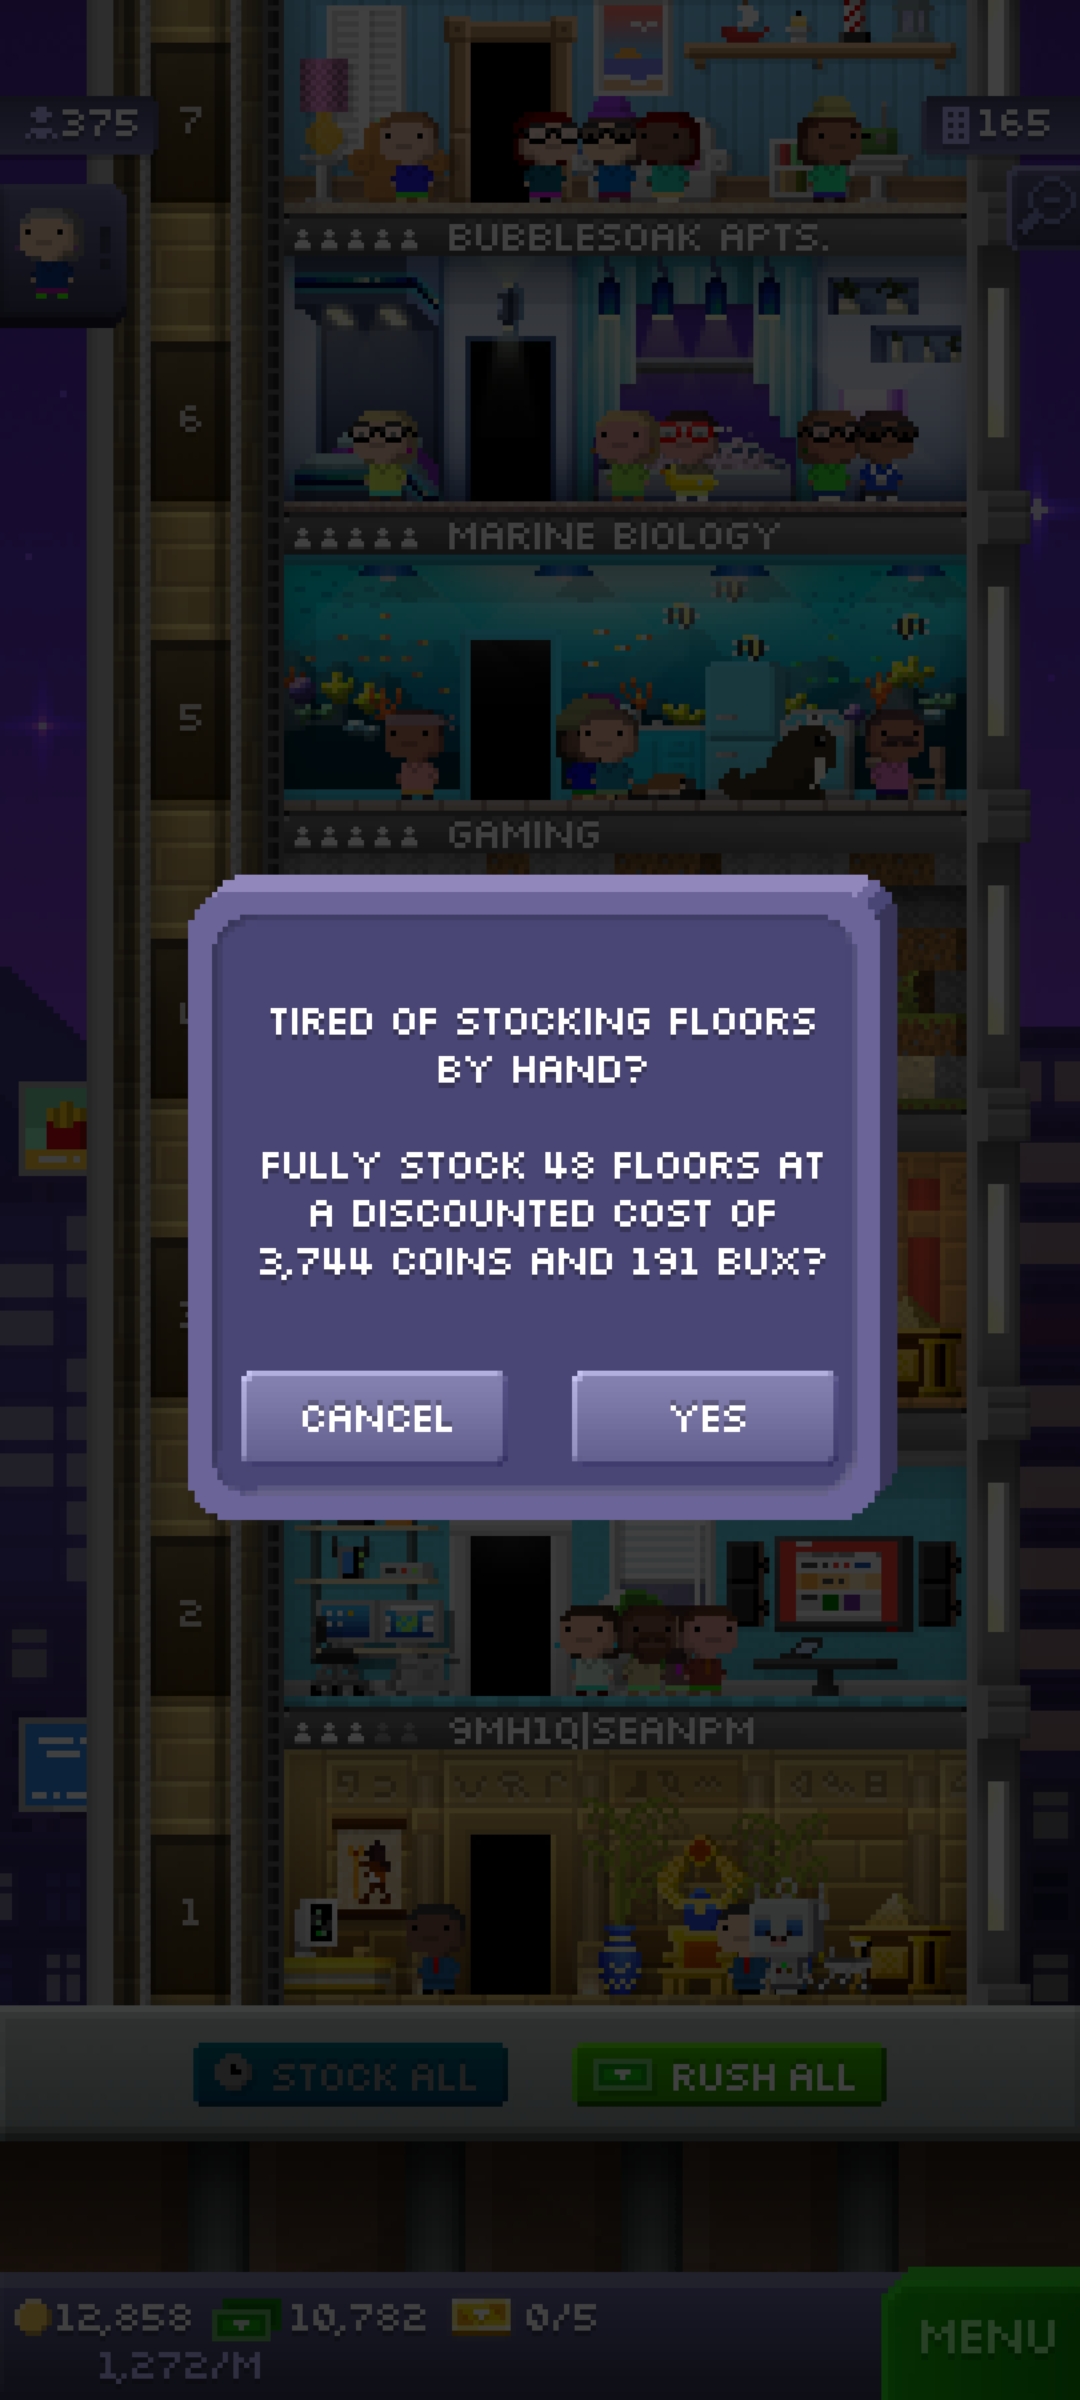 375
7
165
BUBBLESOAK APTS.
6
MARINE BIOLOGY
5
GAMING
TIRED OF STOCKING FLOORS
BY HAND?
FULLY STOCK 48 FLOORS AT
A DISCOUNTED COST OF
3,744 COINS AND 191 BUX?
CANCEL
YES
2
9MH1Q|SEANPM
1
STOCK ALL
RUSH ALL
12,858
10,782
0/5
1,272/M
MENU